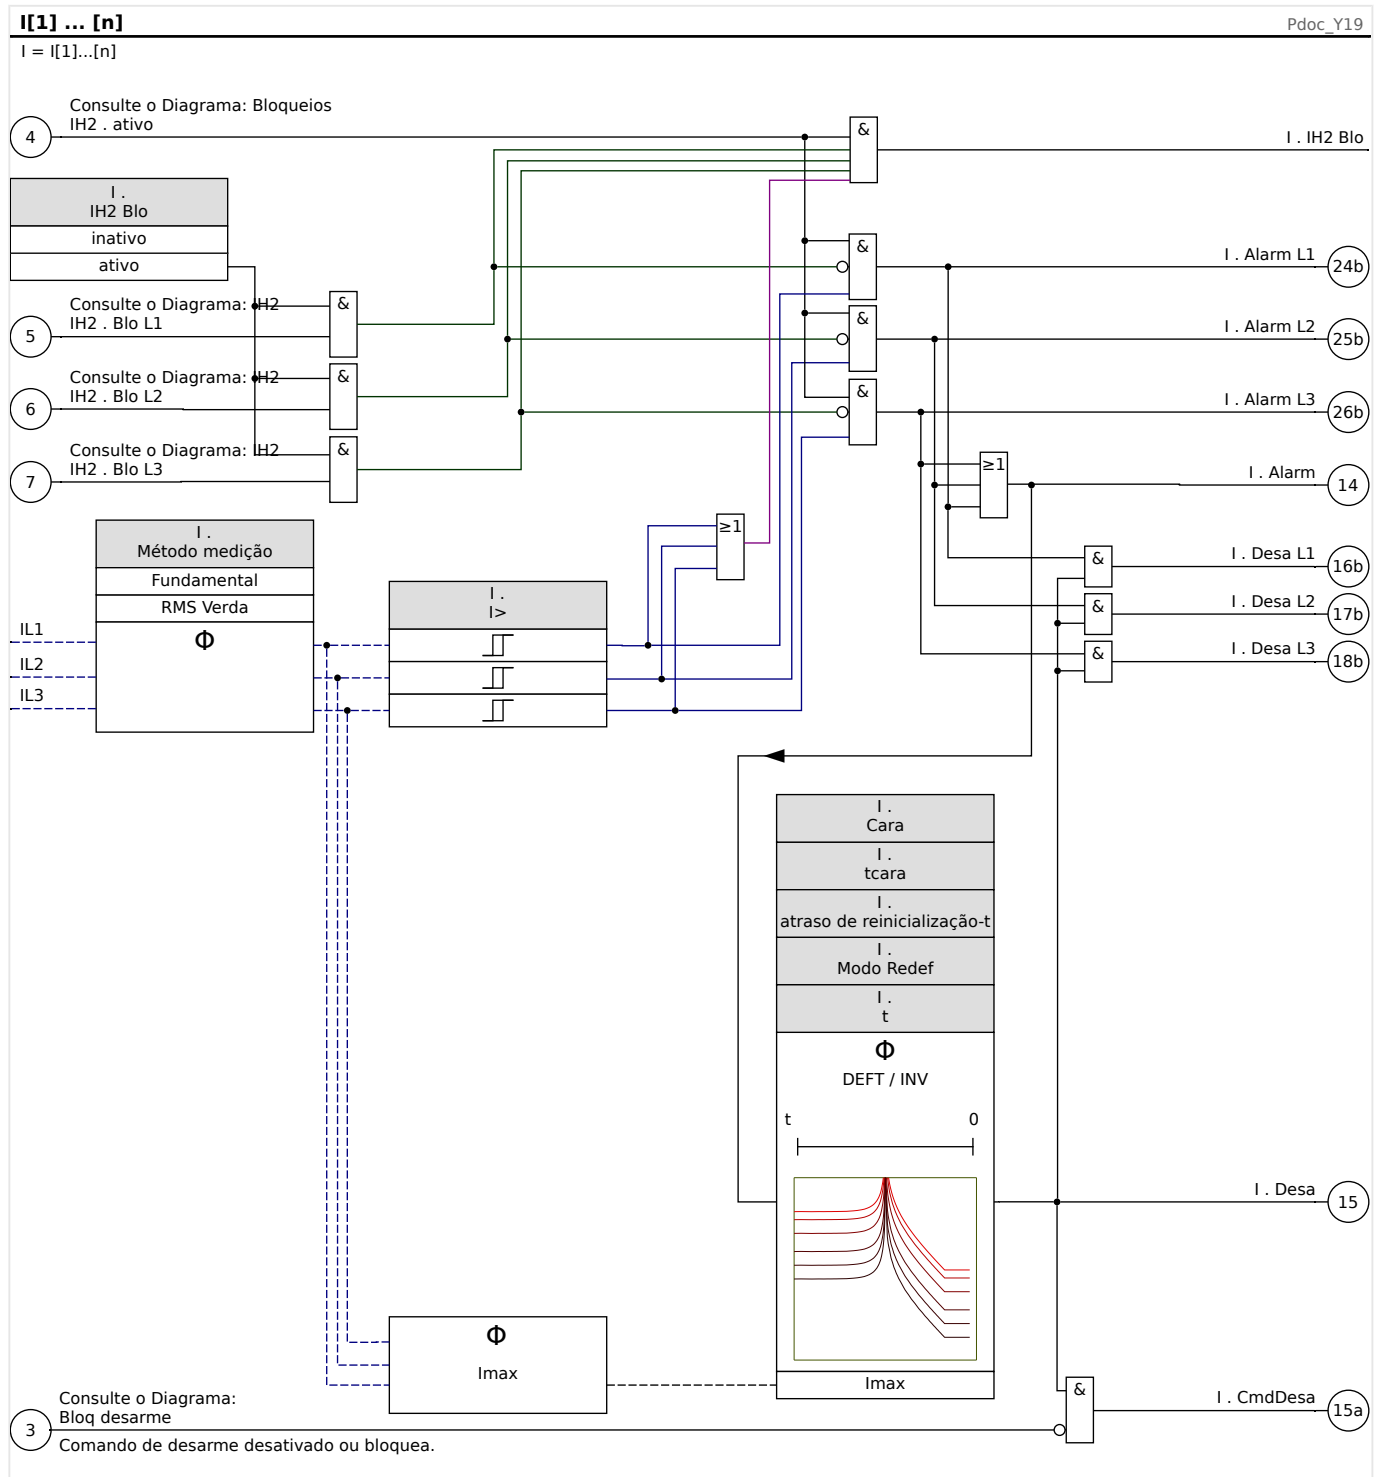 I[1] ... [n]
Pdoc_Y19
I = I[1]...[n]
Consulte o Diagrama: Bloqueios
IH2 . ativo
4
&
I . IH2 Blo
I .
IH2 Blo
inativo
ativo
&
I . Alarm L1
24b
Consulte o Diagrama: IH2
IH2 . Blo L1
5
&
&
I . Alarm L2
25b
Consulte o Diagrama: IH2
IH2 . Blo L2
6
&
&
I . Alarm L3
26b
Consulte o Diagrama: IH2
IH2 . Blo L3
7
&
≥1
I . Alarm
14
I .
Método medição
Fundamental
RMS Verda
Φ
IL1
IL2
IL3
≥1
I .
I>
&
I . Desa L1
16b
&
I . Desa L2
17b
&
I . Desa L3
18b
I .
Cara
I .
tcara
I .
atraso de reinicialização-t
I .
Modo Redef
I .
t
Φ
DEFT / INV
t
0
I . Desa
15
Φ
Imax
Imax
&
I . CmdDesa
15a
Consulte o Diagrama:
Bloq desarme
3
Comando de desarme desativado ou bloquea.